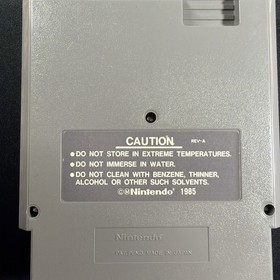 CAUTION REV-A
•DO NOT STORE IN EXTREME TEMPERATURES.
•DO NOT IMMERSE IN WATER.
•DO NOT CLEAN WITH BENZENE, THINNER,
ALCOHOL OR OTHER SUCH SOLVENTS.
©Nintendo 1985
Nintendo